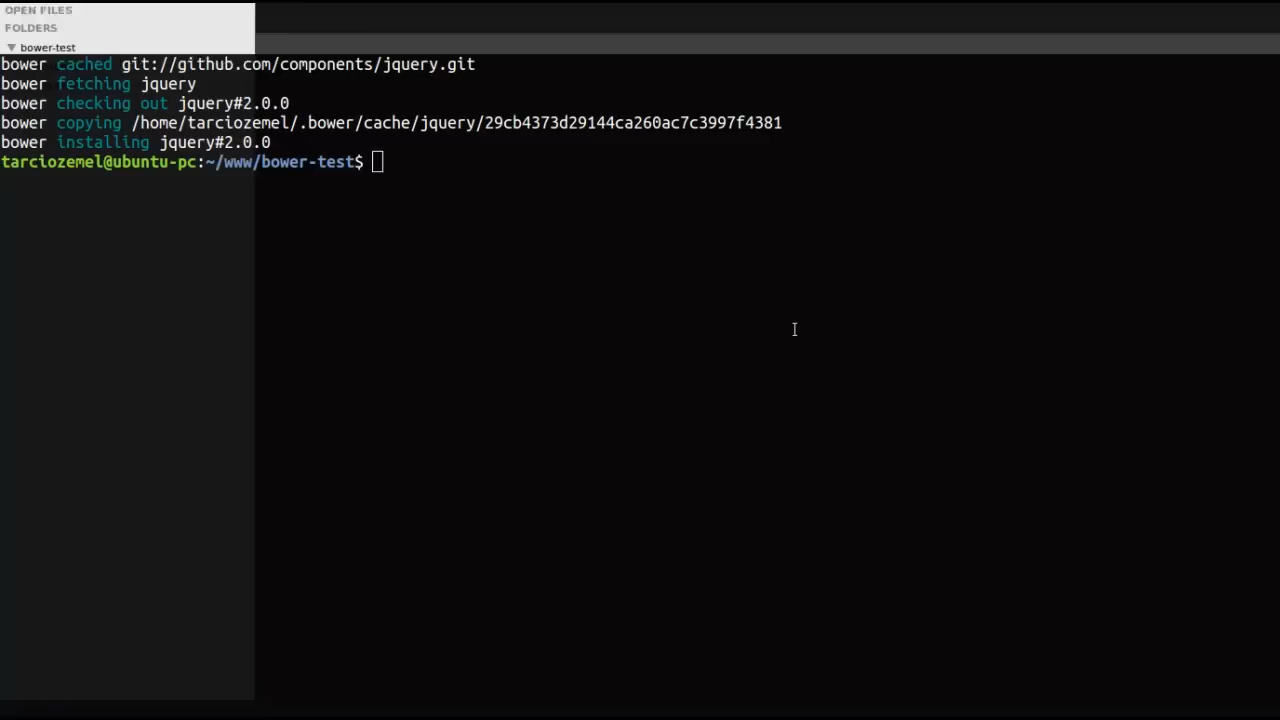 OPEN FILES
FOLDERS
bower-test
bower cached git://github.com/components/jquery.git
bower fetching jquery
bower checking out jquery#2.0.0
bower copying /home/tarciozemel/.bower/cache/jquery/29cb4373d29144ca260ac7c3997f4381
bower installing jquery#2.0.0
tarciozemel@ubuntu-pc:~/www/bower-test$